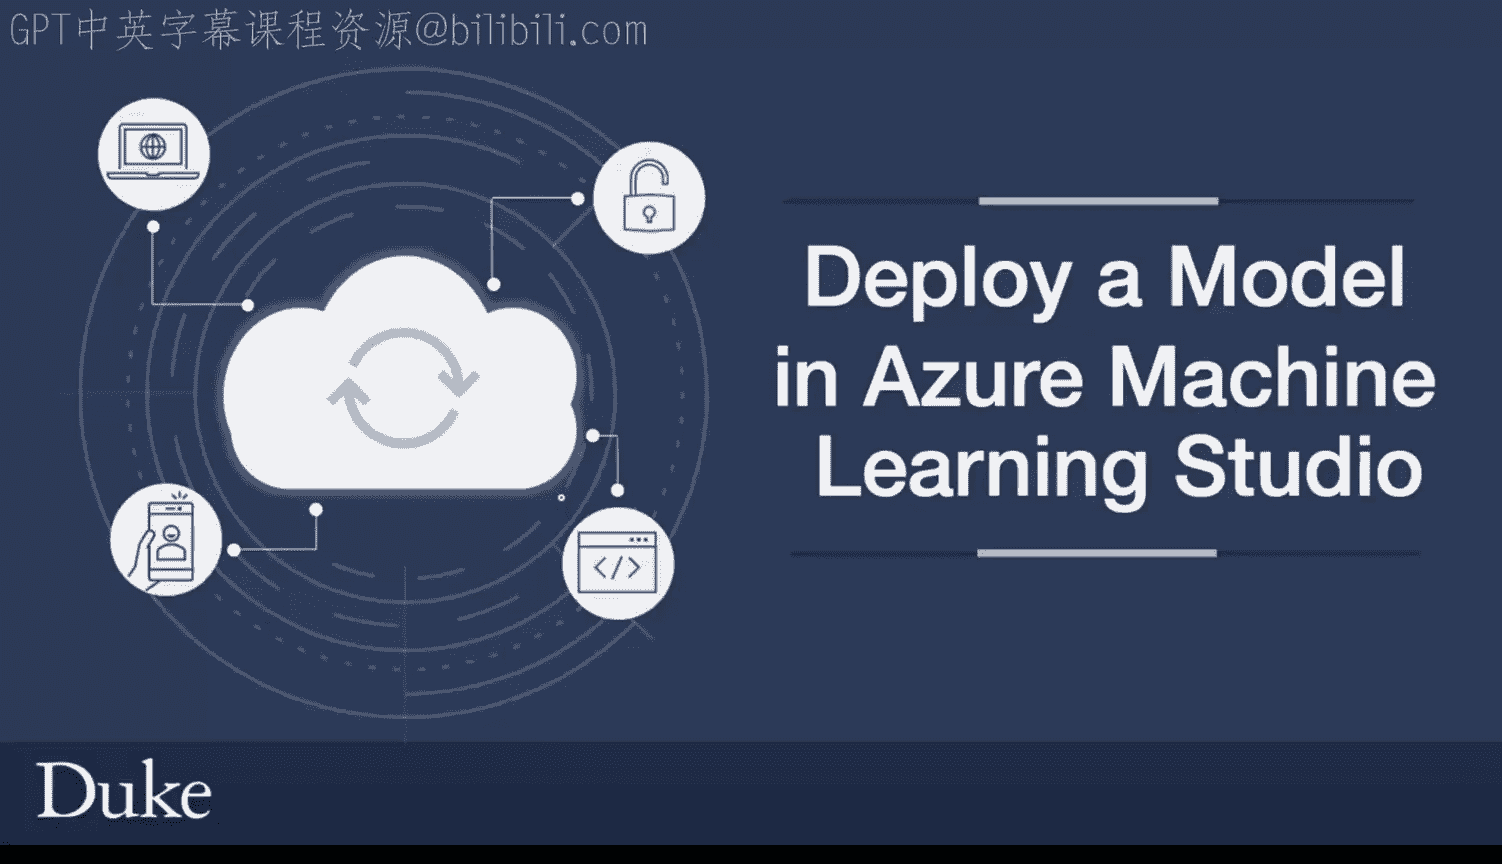 GPT中英字幕课程资源@bilibili.com
Deploy a Model
in Azure Machine
Learning Studio
</>
Duke